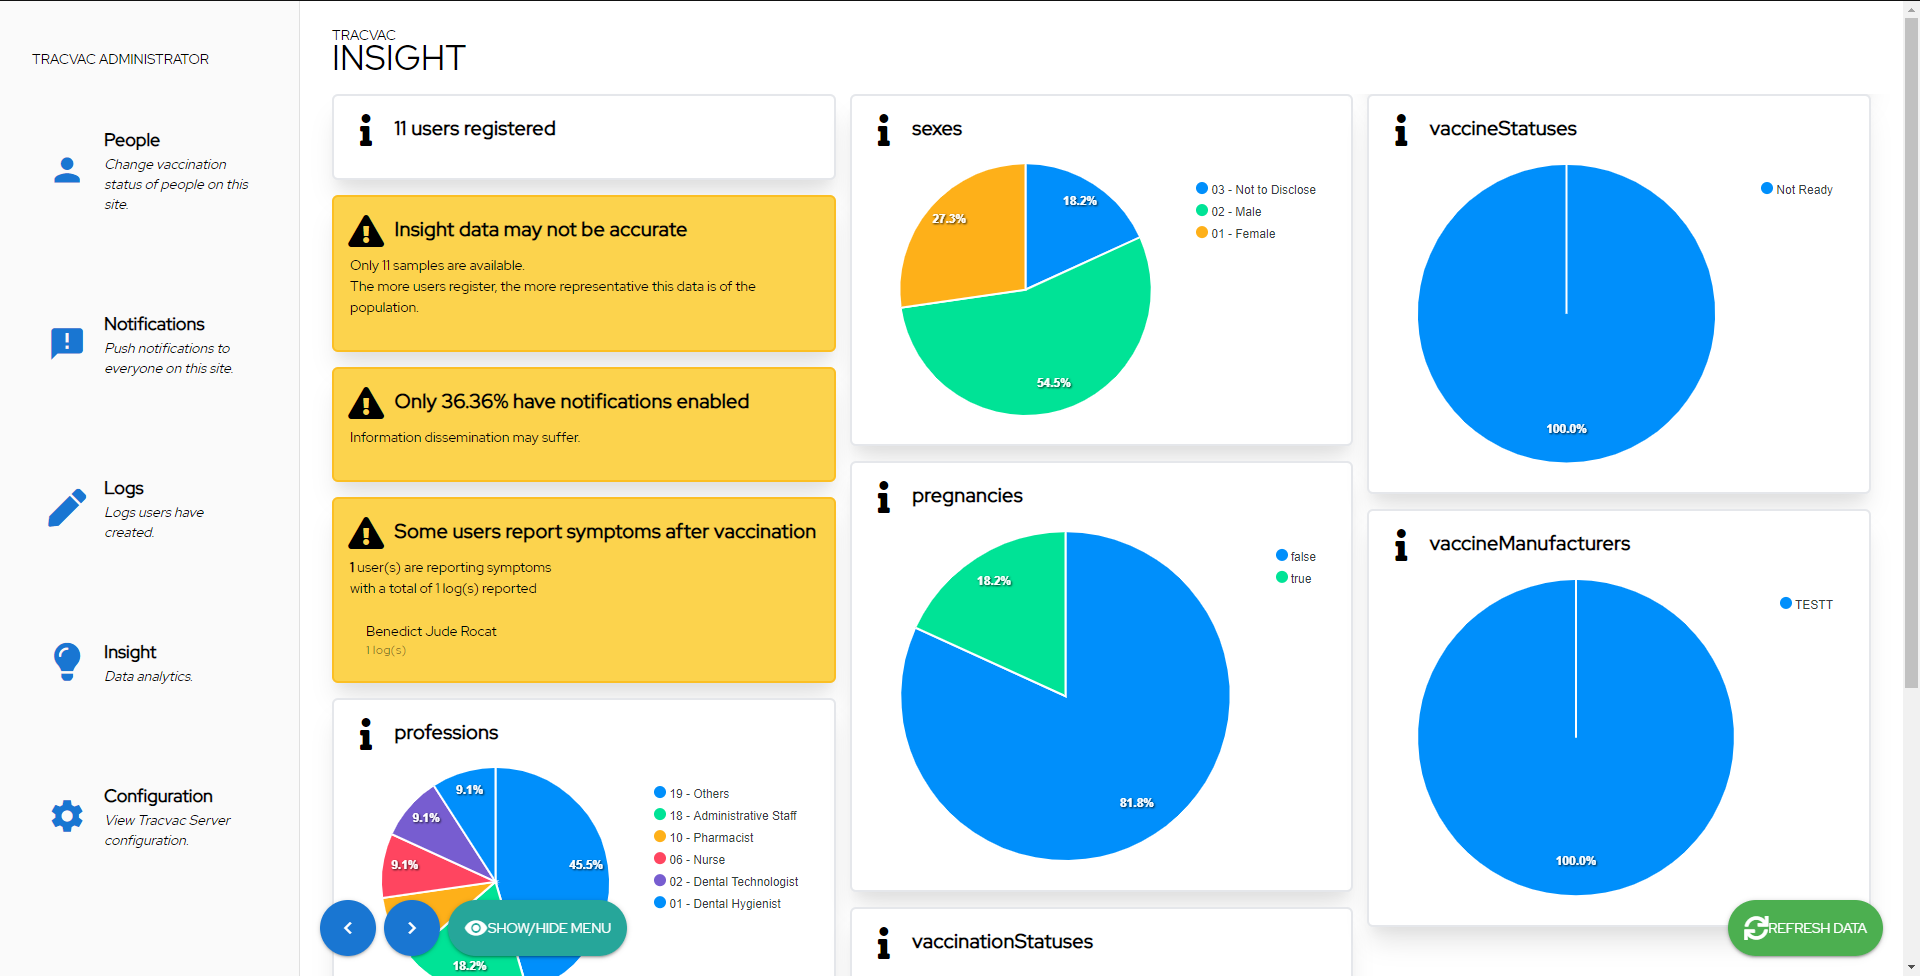 TRACVAC ADMINISTRATOR
People
Change vaccination
status of people on this
site.
Notifications
Push notifications to
everyone on this site.
Logs
Logs users have
created.
Insight
Data analytics.
Configuration
View Tracvac Server
configuration.
TRACVAC
INSIGHT
11 users registered
Insight data may not be accurate
Only 11 samples are available.
The more users register, the more representative this data is of the
population.
Only 36.36% have notifications enabled
Information dissemination may suffer.
Some users report symptoms after vaccination
1 user(s) are reporting symptoms
with a total of 1 log(s) reported
Benedict Jude Rocat
1 log(s)
professions
9.1%
9.1%
9.1%
45.5%
18.2%
19 - Others
18 - Administrative Staff
10 - Pharmacist
06 - Nurse
02 - Dental Technologist
01 - Dental Hygienist
SHOW/HIDE MENU
sexes
18.2%
27.3%
54.5%
03 - Not to Disclose
02 - Male
01 - Female
pregnancies
18.2%
81.8%
false
true
vaccinationStatuses
vaccineStatuses
Not Ready
100.0%
vaccineManufacturers
TESTT
100.0%
REFRESH DATA